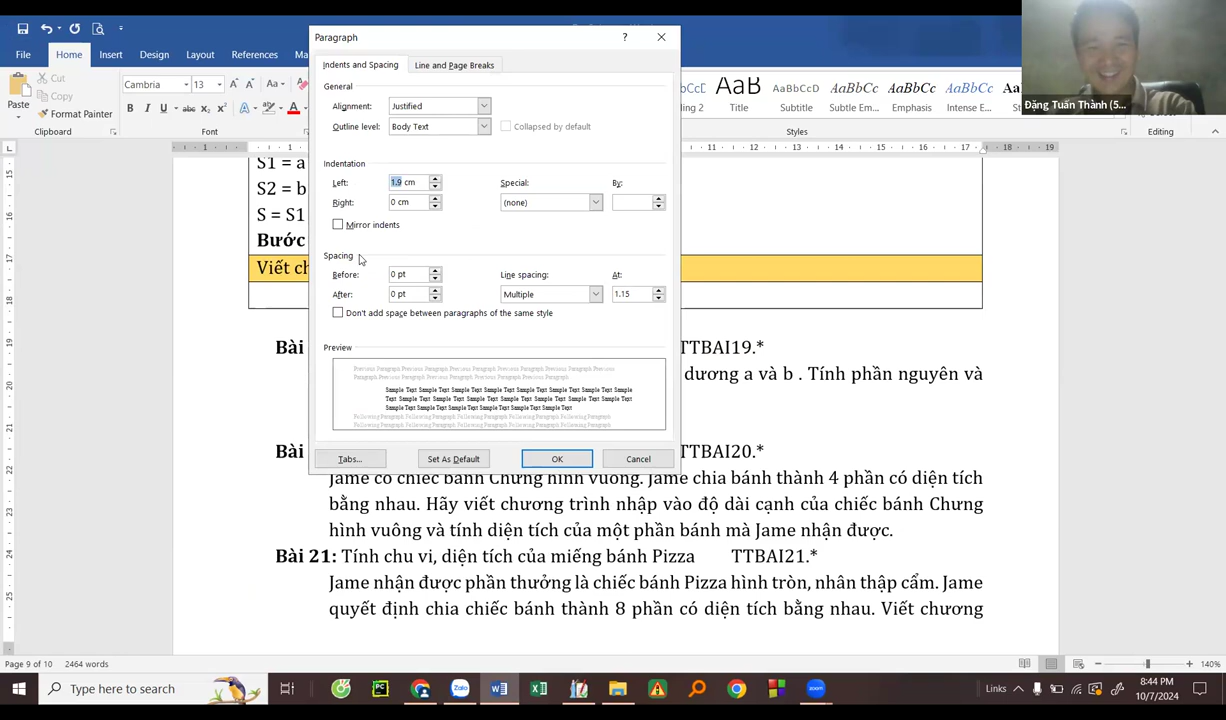 Paragraph
?
File
Home
Insert
Design
Layout
References
Cut
Copy
Format Painter
Paste
Clipboard
Cambria
13
Font
Indents and Spacing
Line and Page Breaks
General
Alignment:
Justified
Outline level:
Body Text
Collapsed by default
Indentation
Left:
1.9 cm
Special:
By:
Right:
0 cm
(none)
Mirror indents
Spacing
Before:
0 pt
Line spacing:
At:
After:
0 pt
Multiple
1.15
Don't add space between paragraphs of the same style
Preview
Tabs...
Set As Default
OK
Cancel
Title
Subtitle
Subtle Em...
Emphasis
Intense E...
Styles
Editing
Đặng Tuấn Thành (5...
S1 = a
S2 = b
S = S1
Bước
Viết ch
Bài
TTBAI19.*
dương a và b . Tính phần nguyên và
Bài
TTBAI20.*
Jame có chiếc bánh Chưng hình vuông. Jame chia bánh thành 4 phần có diện tích
bằng nhau. Hãy viết chương trình nhập vào độ dài cạnh của chiếc bánh Chưng
hình vuông và tính diện tích của một phần bánh mà Jame nhận được.
Bài 21: Tính chu vi, diện tích của miếng bánh Pizza TTBAI21.*
Jame nhận được phần thưởng là chiếc bánh Pizza hình tròn, nhân thập cẩm. Jame
quyết định chia chiếc bánh thành 8 phần có diện tích bằng nhau. Viết chương
Page 9 of 10 2464 words
140%
Type here to search
Links
8:44 PM
10/7/2024